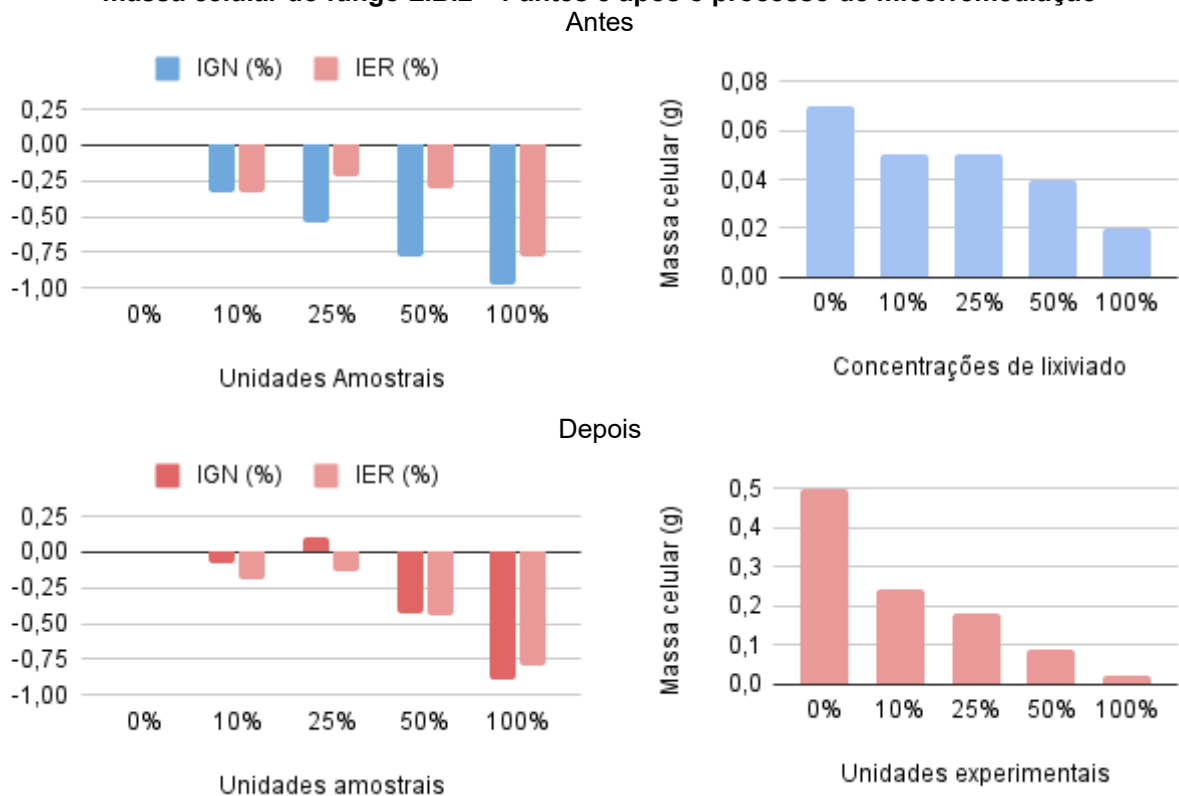 Antes
IGN (%) IER (%)
0,25
0,00
-0,25
-0,50
-0,75
-1,00
0% 10% 25% 50% 100%
Unidades Amostrais
Massa celular (g)
0,08
0,06
0,04
0,02
0,00
0% 10% 25% 50% 100%
Concentrações de lixiviado
Depois
IGN (%) IER (%)
0,25
0,00
-0,25
-0,50
-0,75
-1,00
0% 10% 25% 50% 100%
Unidades amostrais
Massa celular (g)
0,5
0,4
0,3
0,2
0,1
0,0
0% 10% 25% 50% 100%
Unidades experimentais